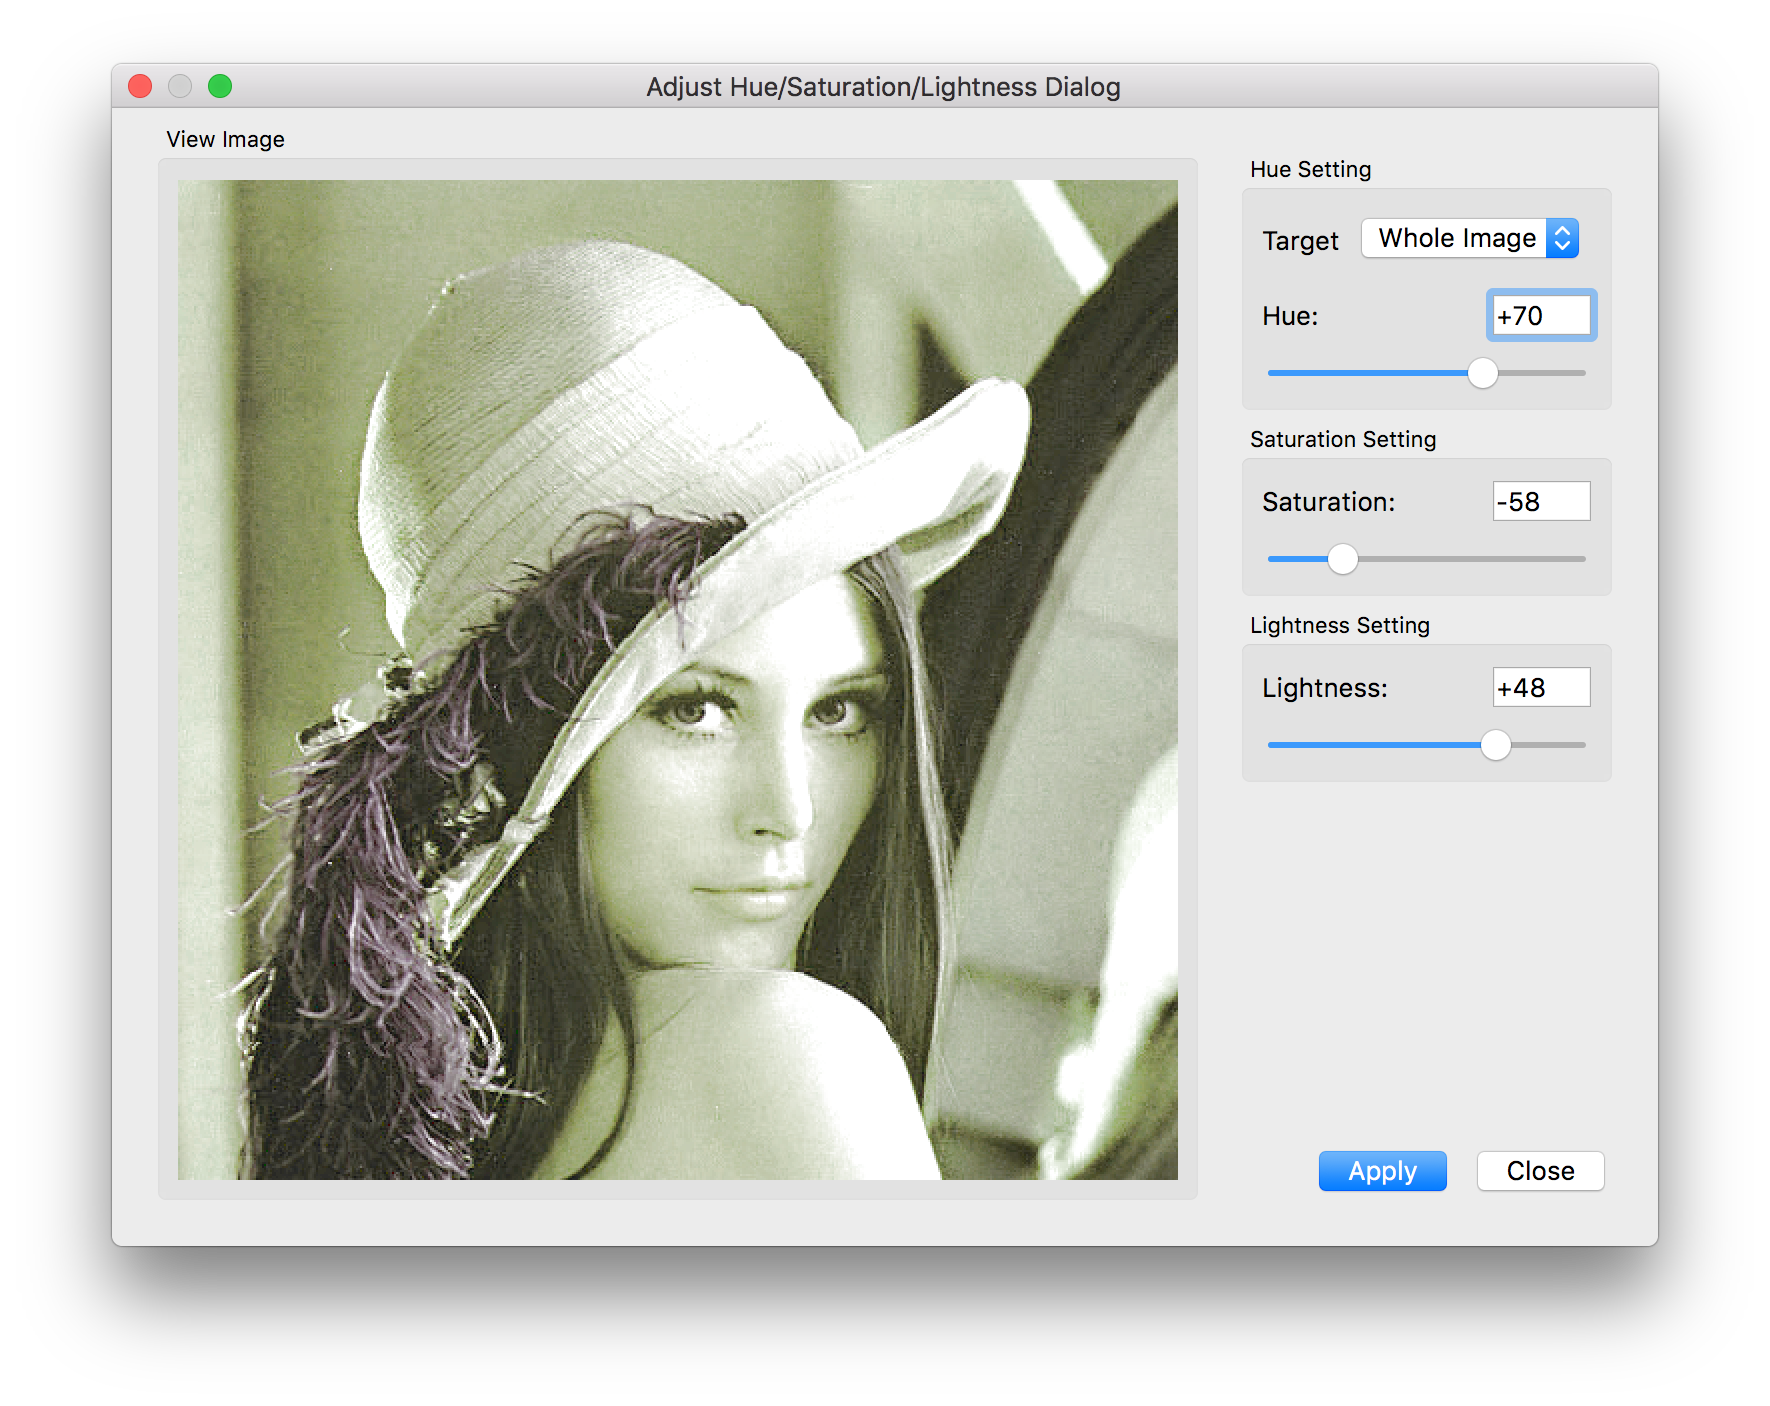 Adjust Hue/Saturation/Lightness Dialog
View Image
Hue Setting
Target Whole Image
Hue: +70
Saturation Setting
Saturation: -58
Lightness Setting
Lightness: +48
Apply Close